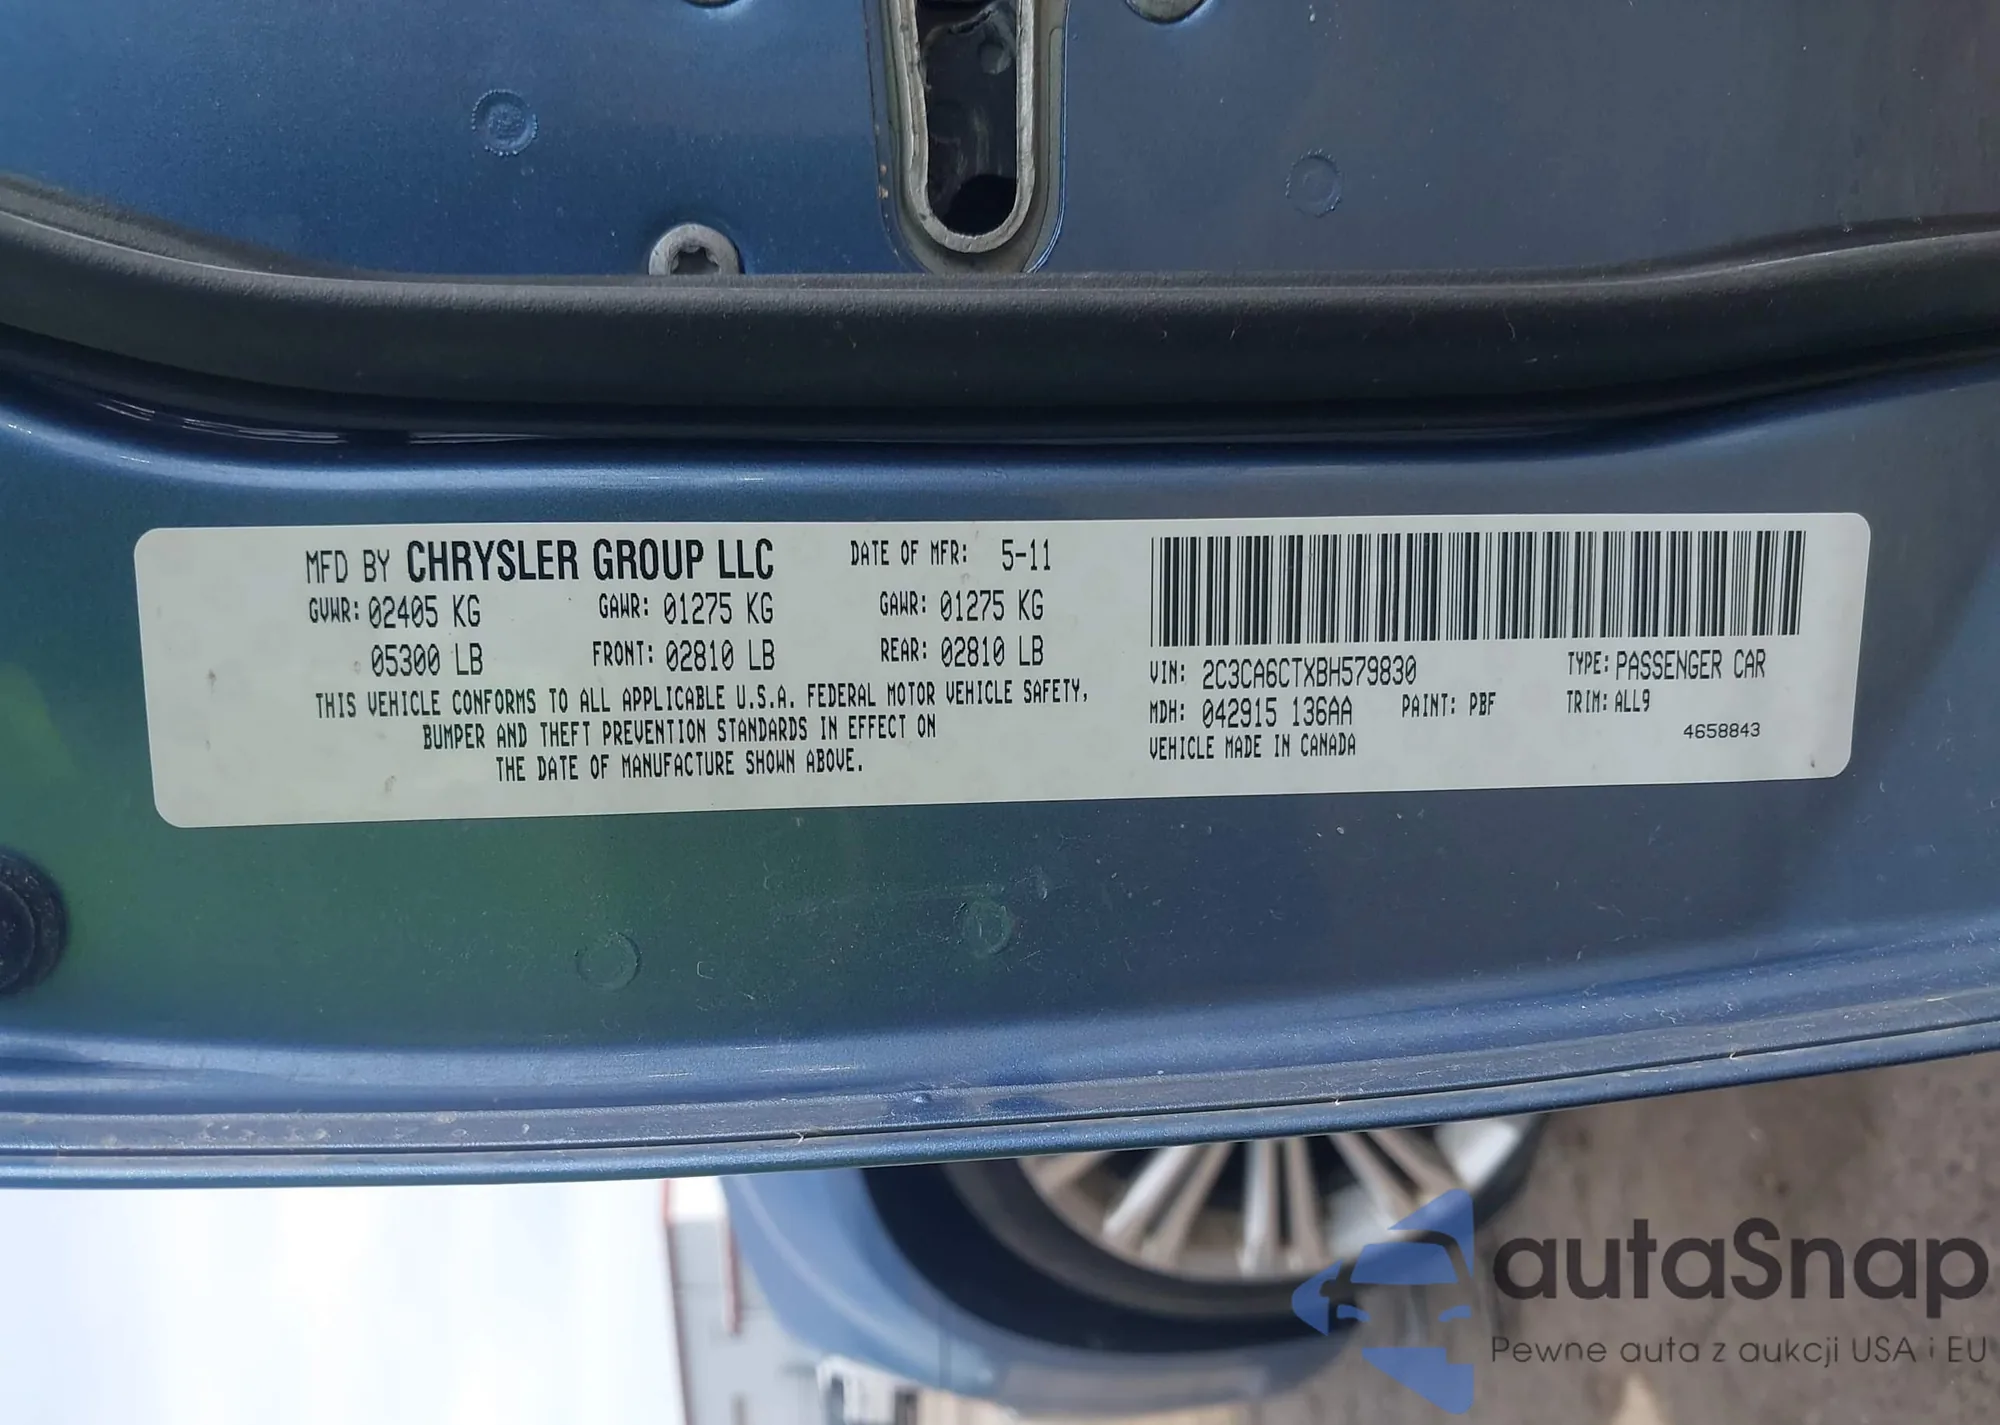 MFD BY CHRYSLER GROUP LLC DATE OF MFR: 5-11
GVWR: 02405 KG GAWR: 01275 KG GAWR: 01275 KG
05300 LB FRONT: 02810 LB REAR: 02810 LB
THIS VEHICLE CONFORMS TO ALL APPLICABLE U.S.A. FEDERAL MOTOR VEHICLE SAFETY,
BUMPER AND THEFT PREVENTION STANDARDS IN EFFECT ON
THE DATE OF MANUFACTURE SHOWN ABOVE.
VIN: 2C3CA6CTXBH579830 TYPE: PASSENGER CAR
MDH: 042915 136AA PAINT: PBF TRIM: ALL9
VEHICLE MADE IN CANADA 4658843
autaSnap
Pewne auta z aukcji USA i EU